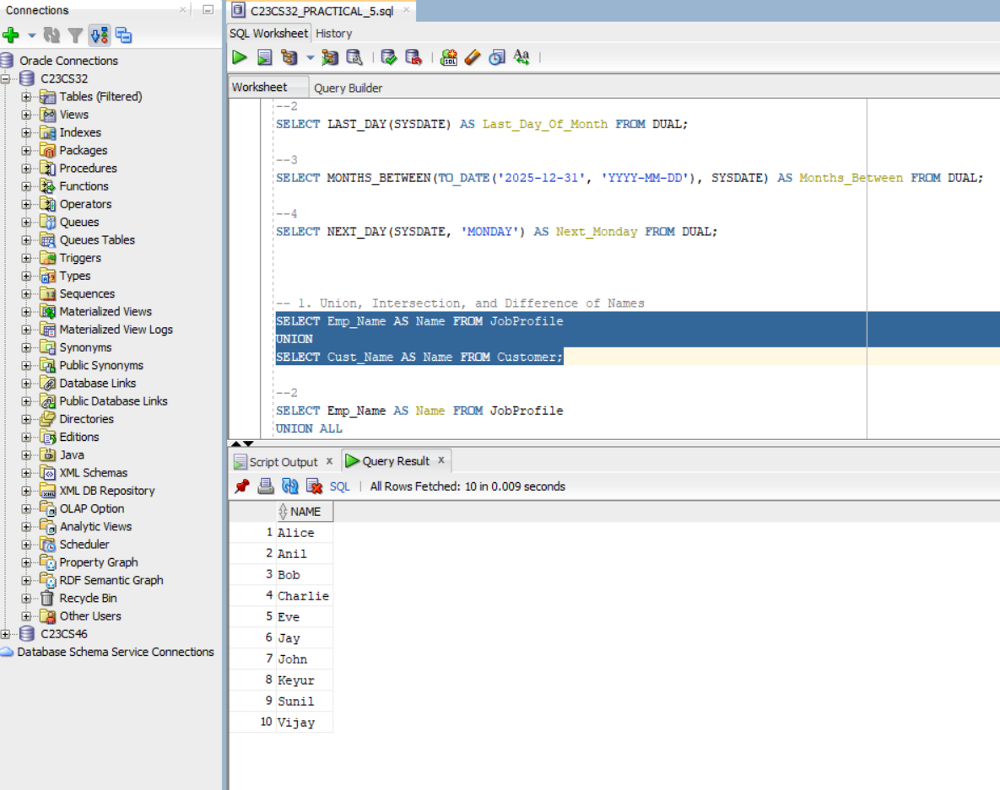 Connections
Oracle Connections
C23CS32
Tables (Filtered)
Views
Indexes
Packages
Procedures
Functions
Operators
Queues
Queues Tables
Triggers
Types
Sequences
Materialized Views
Materialized View Logs
Synonyms
Public Synonyms
Database Links
Public Database Links
Directories
Editions
Java
XML Schemas
XML DB Repository
OLAP Option
Analytic Views
Scheduler
Property Graph
RDF Semantic Graph
Recycle Bin
Other Users
C23CS46
Database Schema Service Connections
C23CS32_PRACTICAL_5.sql
SQL Worksheet History
Worksheet Query Builder
--2
SELECT LAST_DAY(SYSDATE) AS Last_Day_Of_Month FROM DUAL;
--3
SELECT MONTHS_BETWEEN(TO_DATE('2025-12-31', 'YYYY-MM-DD'), SYSDATE) AS Months_Between FROM DUAL;
--4
SELECT NEXT_DAY(SYSDATE, 'MONDAY') AS Next_Monday FROM DUAL;
-- 1. Union, Intersection, and Difference of Names
SELECT Emp_Name AS Name FROM JobProfile
UNION
SELECT Cust_Name AS Name FROM Customer;
--2
SELECT Emp_Name AS Name FROM JobProfile
UNION ALL
Script Output x Query Result x
SQL | All Rows Fetched: 10 in 0.009 seconds
NAME
1 Alice
2 Anil
3 Bob
4 Charlie
5 Eve
6 Jay
7 John
8 Keyur
9 Sunil
10 Vijay